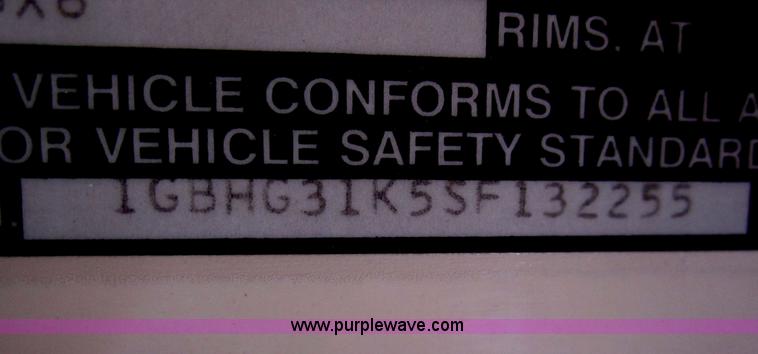 RIMS. AT
VEHICLE CONFORMS TO ALL
OR VEHICLE SAFETY STANDARD
1GBHG31K5SF132255
www.purplewave.com